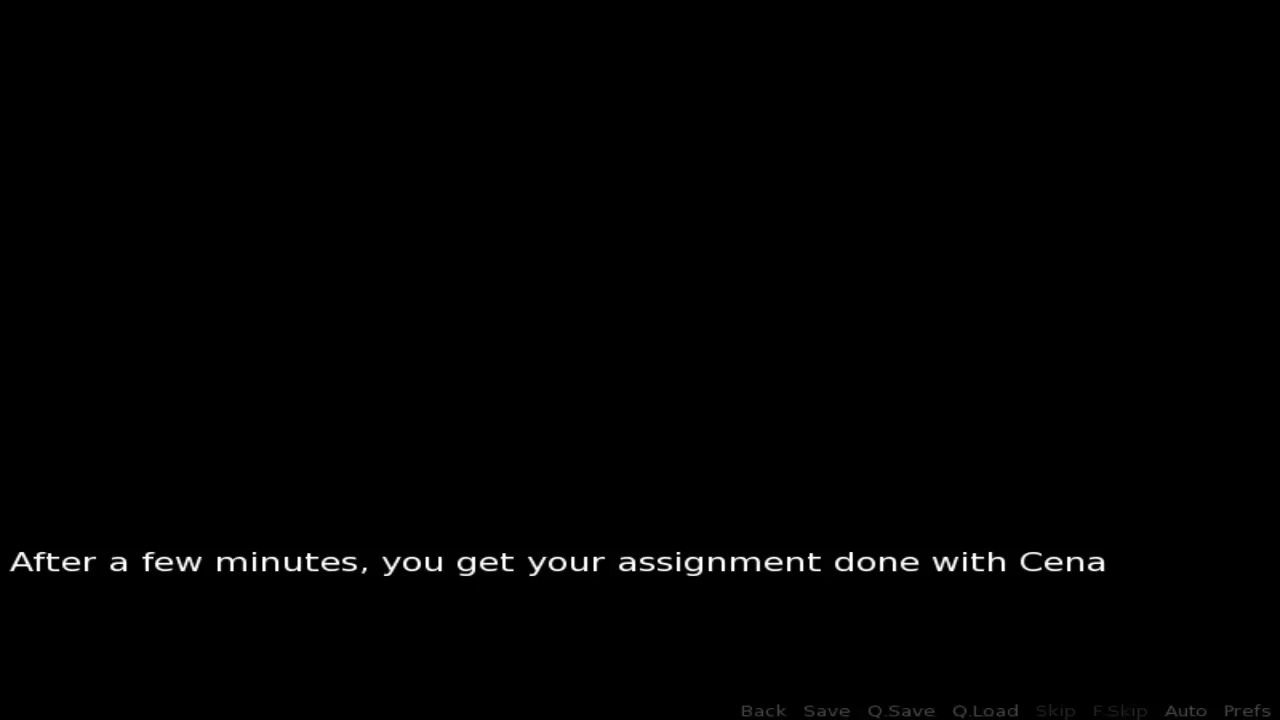 After a few minutes, you get your assignment done with Cena
Back Save Q.Save Q.Load Skip F.Skip Auto Prefs